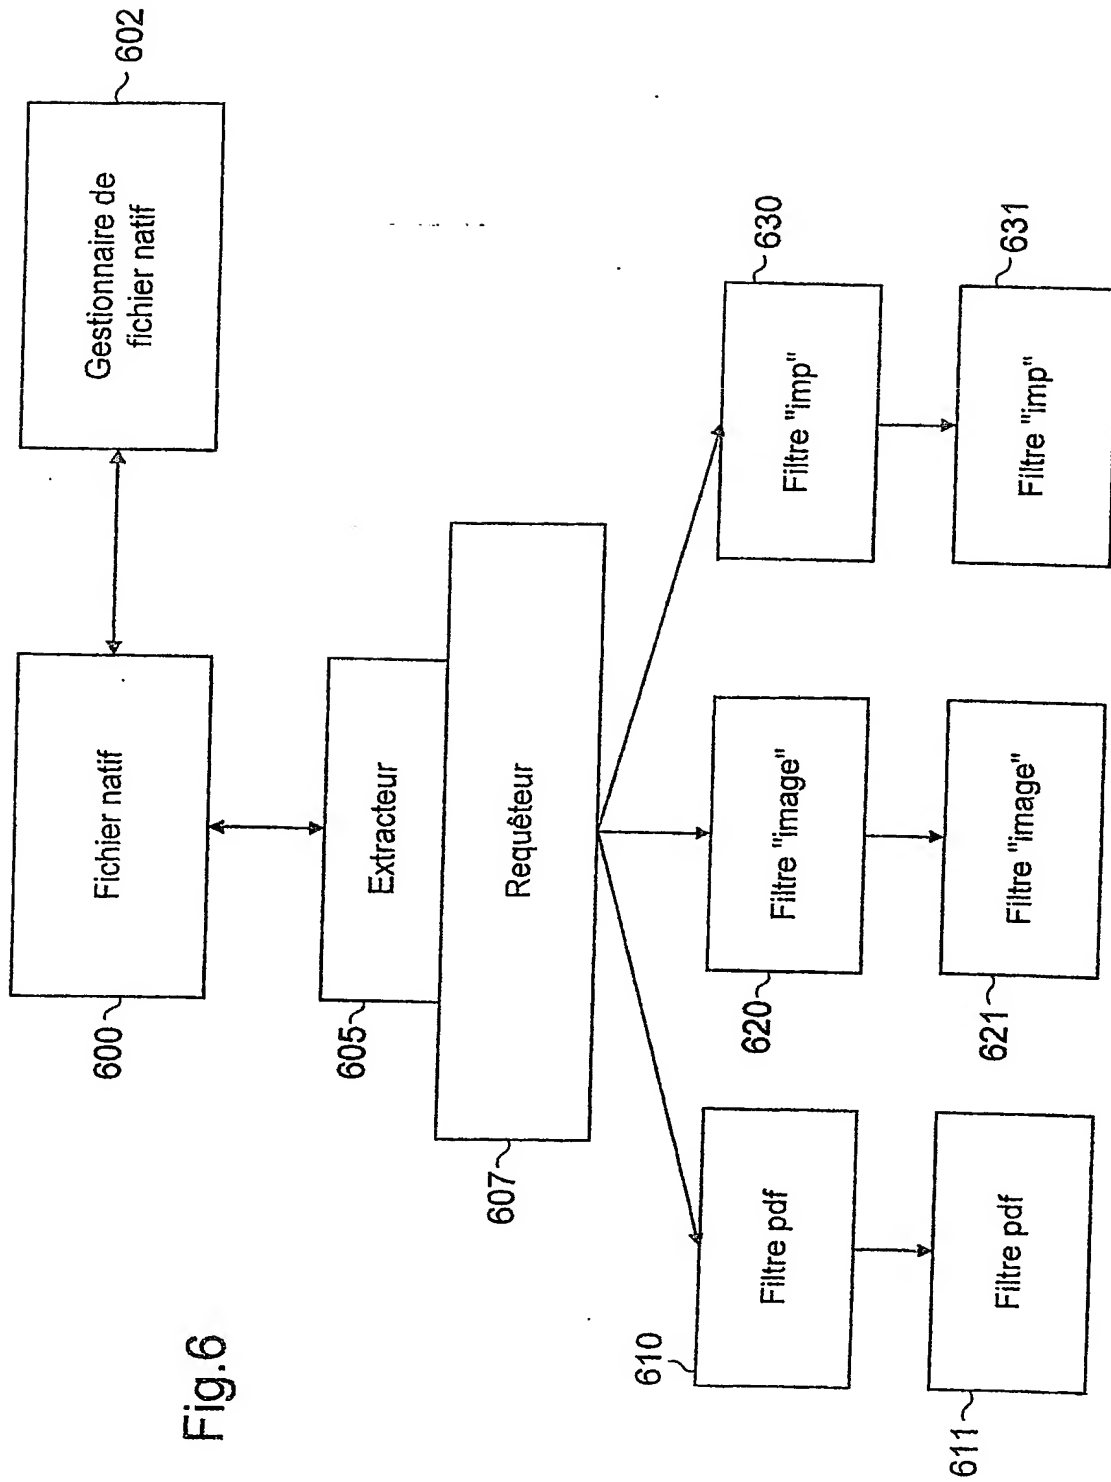 Fig.6
602
Gestionnaire de
fichier natif
Fichier natif
600
Extracteur
605
Requêteur
607
630
Filtre "imp"
631
Filtre "imp"
Filtre "image"
620
Filtre "image"
621
610
Filtre pdf
Filtre pdf
611